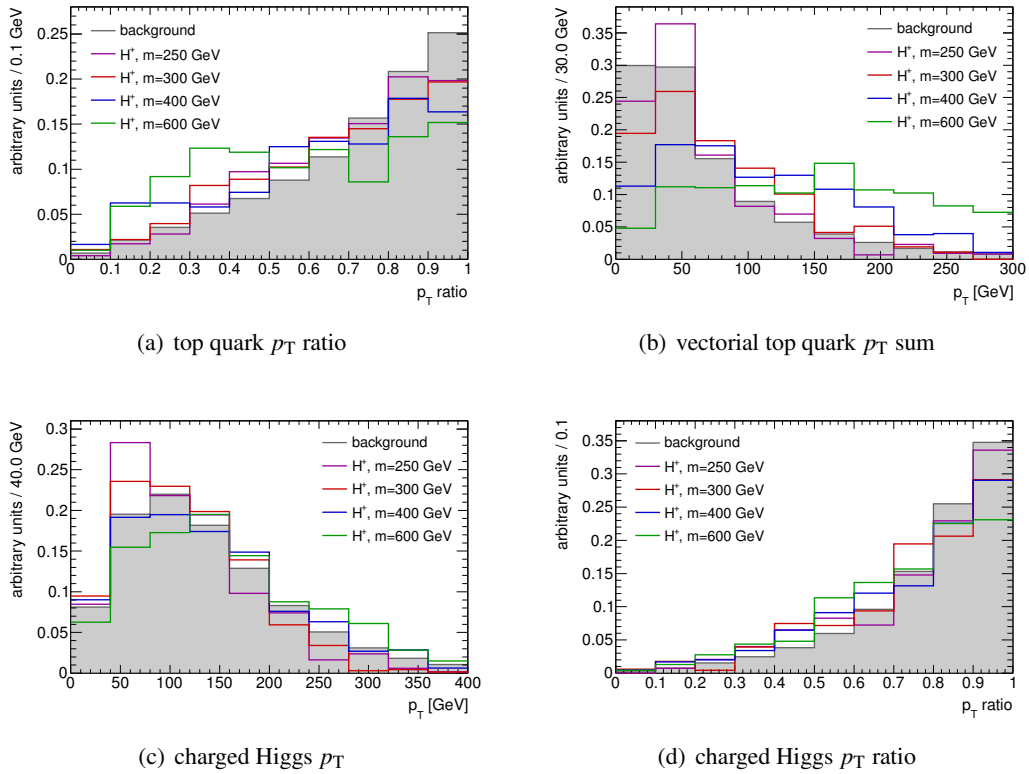 arbitrary units / 0.1 GeV
0.25
0.2
0.15
0.1
0.05
0
background
H+, m=250 GeV
H+, m=300 GeV
H+, m=400 GeV
H+, m=600 GeV
0 0.1 0.2 0.3 0.4 0.5 0.6 0.7 0.8 0.9 1
pT ratio
(a) top quark pT ratio
arbitrary units / 30.0 GeV
0.35
0.3
0.25
0.2
0.15
0.1
0.05
0
background
H+, m=250 GeV
H+, m=300 GeV
H+, m=400 GeV
H+, m=600 GeV
0 50 100 150 200 250 300
pT [GeV]
(b) vectorial top quark pT sum
arbitrary units / 40.0 GeV
0.3
0.25
0.2
0.15
0.1
0.05
0
background
H+, m=250 GeV
H+, m=300 GeV
H+, m=400 GeV
H+, m=600 GeV
0 50 100 150 200 250 300 350 400
pT [GeV]
(c) charged Higgs pT
arbitrary units / 0.1
0.35
0.3
0.25
0.2
0.15
0.1
0.05
0
background
H+, m=250 GeV
H+, m=300 GeV
H+, m=400 GeV
H+, m=600 GeV
0 0.1 0.2 0.3 0.4 0.5 0.6 0.7 0.8 0.9 1
pT ratio
(d) charged Higgs pT ratio